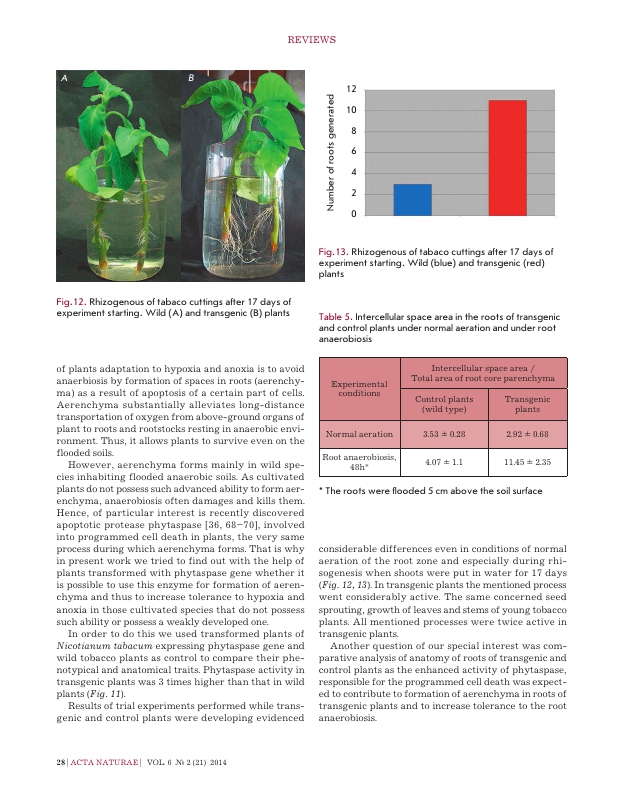 REVIEWS
A
B
Fig.12. Rhizogenous of tabaco cuttings after 17 days of
experiment starting. Wild (A) and transgenic (B) plants
of plants adaptation to hypoxia and anoxia is to avoid
anaerbiosis by formation of spaces in roots (aerenchy-
ma) as a result of apoptosis of a certain part of cells.
Aerenchyma substantially alleviates long-distance
transportation of oxygen from above-ground organs of
plant to roots and rootstocks resting in anaerobic envi-
ronment. Thus, it allows plants to survive even on the
flooded soils.
However, aerenchyma forms mainly in wild spe-
cies inhabiting flooded anaerobic soils. As cultivated
plants do not possess such advanced ability to form aer-
enchyma, anaerobiosis often damages and kills them.
Hence, of particular interest is recently discovered
apoptotic protease phytaspase [36, 68–70], involved
into programmed cell death in plants, the very same
process during which aerenchyma forms. That is why
in present work we tried to find out with the help of
plants transformed with phytaspase gene whether it
is possible to use this enzyme for formation of aeren-
chyma and thus to increase tolerance to hypoxia and
anoxia in those cultivated species that do not possess
such ability or possess a weakly developed one.
In order to do this we used transformed plants of
Nicotianum tabacum expressing phytaspase gene and
wild tobacco plants as control to compare their phe-
notypical and anatomical traits. Phytaspase activity in
transgenic plants was 3 times higher than that in wild
plants (Fig. 11).
Results of trial experiments performed while trans-
genic and control plants were developing evidenced
Number of roots generated
12
10
8
6
4
2
0
Fig.13. Rhizogenous of tabaco cuttings after 17 days of
experiment starting. Wild (blue) and transgenic (red)
plants
Table 5. Intercellular space area in the roots of transgenic
and control plants under normal aeration and under root
anaerobiosis
Experimental
conditions
Intercellular space area /
Total area of root core parenchyma
Control plants
(wild type)
Transgenic
plants
Normal aeration 3.53 ± 0.28 2.92 ± 0.68
Root anaerobiosis,
48h* 4.07 ± 1.1 11.45 ± 2.35
* The roots were flooded 5 cm above the soil surface
considerable differences even in conditions of normal
aeration of the root zone and especially during rhi-
sogenesis when shoots were put in water for 17 days
(Fig. 12, 13). In transgenic plants the mentioned process
went considerably active. The same concerned seed
sprouting, growth of leaves and stems of young tobacco
plants. All mentioned processes were twice active in
transgenic plants.
Another question of our special interest was com-
parative analysis of anatomy of roots of transgenic and
control plants as the enhanced activity of phytaspase,
responsible for the programmed cell death was expect-
ed to contribute to formation of aerenchyma in roots of
transgenic plants and to increase tolerance to the root
anaerobiosis.
28 | ACTA NATURAE | VOL. 6 № 2 (21) 2014